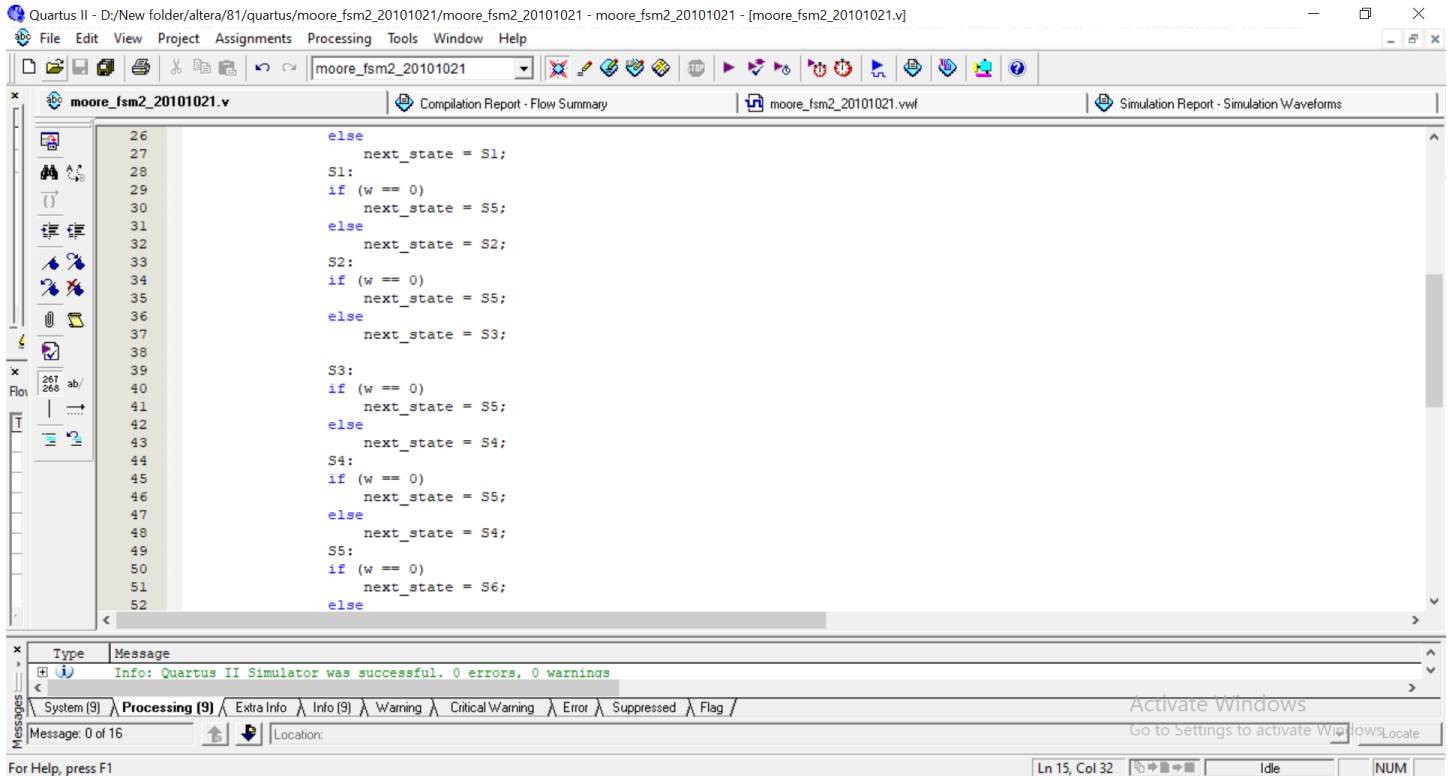 Quartus II - D:/New folder/altera/81/quartus/moore_fsm2_20101021/moore_fsm2_20101021 - moore_fsm2_20101021 - [moore_fsm2_20101021.v]
File Edit View Project Assignments Processing Tools Window Help
moore_fsm2_20101021
moore_fsm2_20101021.v Compilation Report - Flow Summary moore_fsm2_20101021.vwf Simulation Report - Simulation Waveforms
26 else
27 next_state = S1;
28 S1:
29 if (w == 0)
30 next_state = S5;
31 else
32 next_state = S2;
33 S2:
34 if (w == 0)
35 next_state = S5;
36 else
37 next_state = S3;
38
39 S3:
40 if (w == 0)
41 next_state = S5;
42 else
43 next_state = S4;
44 S4:
45 if (w == 0)
46 next_state = S5;
47 else
48 next_state = S4;
49 S5:
50 if (w == 0)
51 next_state = S6;
52 else
267
268 ab/
Type Message
Info: Quartus II Simulator was successful. 0 errors, 0 warnings
System (9) Processing (9) Extra Info Info (9) Warning Critical Warning Error Suppressed Flag
Messages
Message: 0 of 16 Location: Locate
Activate Windows
Go to Settings to activate Windows.
For Help, press F1 Ln 15, Col 32 Idle NUM